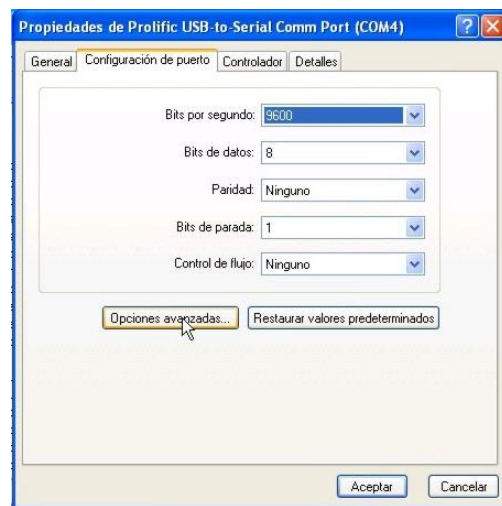 Propiedades de Prolific USB-to-Serial Comm Port (COM4)
General Configuración de puerto Controlador Detalles
Bits por segundo: 9600
Bits de datos: 8
Paridad: Ninguno
Bits de parada: 1
Control de flujo: Ninguno
Opciones avanzadas... Restaurar valores predeterminados
Aceptar Cancelar